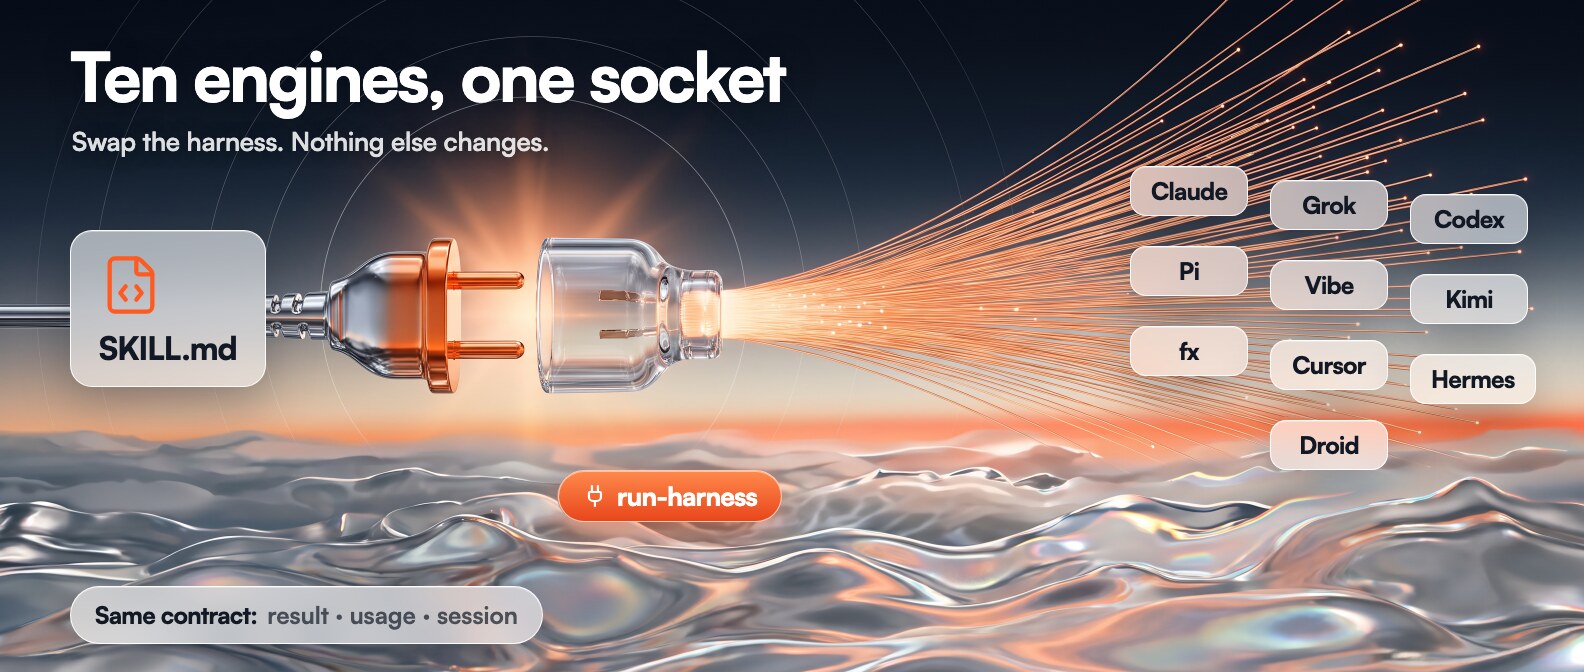 Ten engines, one socket
Swap the harness. Nothing else changes.
SKILL.md
Claude
Grok
Codex
Pi
Vibe
Kimi
fx
Cursor
Hermes
Droid
run-harness
Same contract: result · usage · session